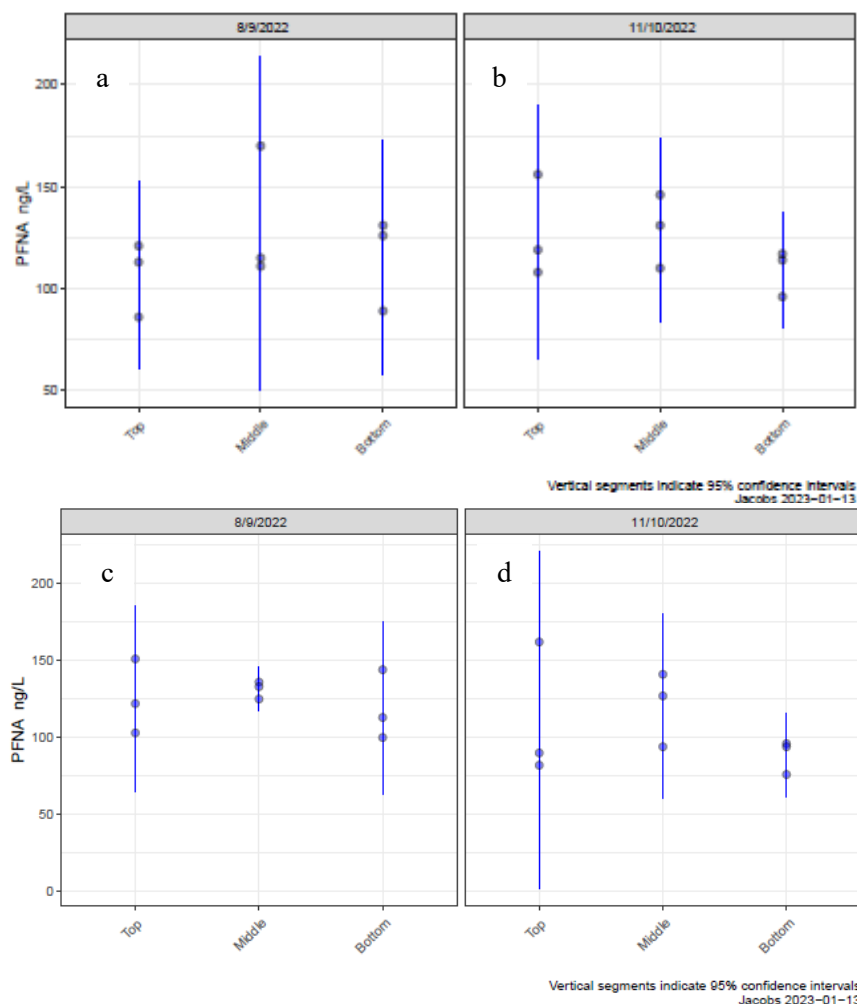 8/9/2022
11/10/2022
a
b
200
150
100
50
PFNA ng/L
Top
Middle
Bottom
Top
Middle
Bottom
Vertical segments indicate 95% confidence intervals
Jacobs 2023−01−13
8/9/2022
11/10/2022
c
d
200
150
100
50
0
PFNA ng/L
Top
Middle
Bottom
Top
Middle
Bottom
Vertical segments indicate 95% confidence intervals
Jacobs 2023−01−13